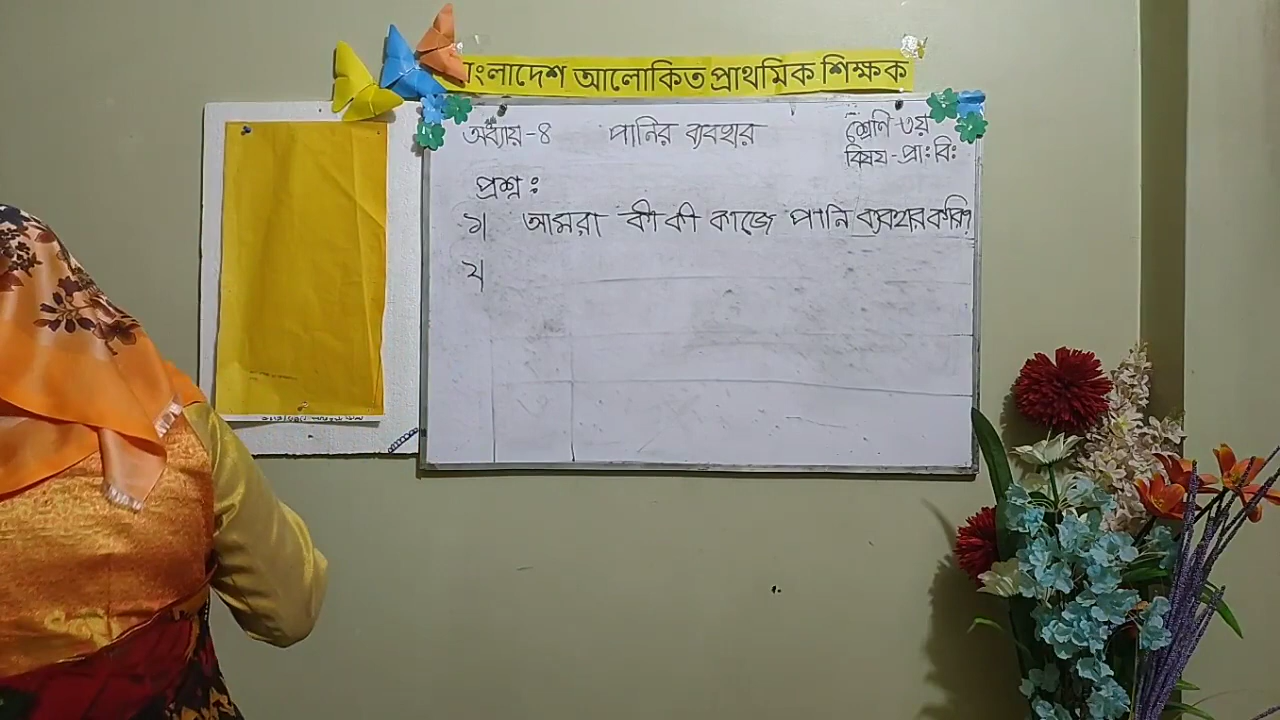 বাংলাদেশ আলোকিত প্রাথমিক শিক্ষক
অধ্যায়-৪ পানির ব্যবহার শ্রেণি-৩য়
বিষয়-প্রা:বি:
প্রশ্ন:
১। আমরা কী কী কাজে পানি ব্যবহার করি?
২।